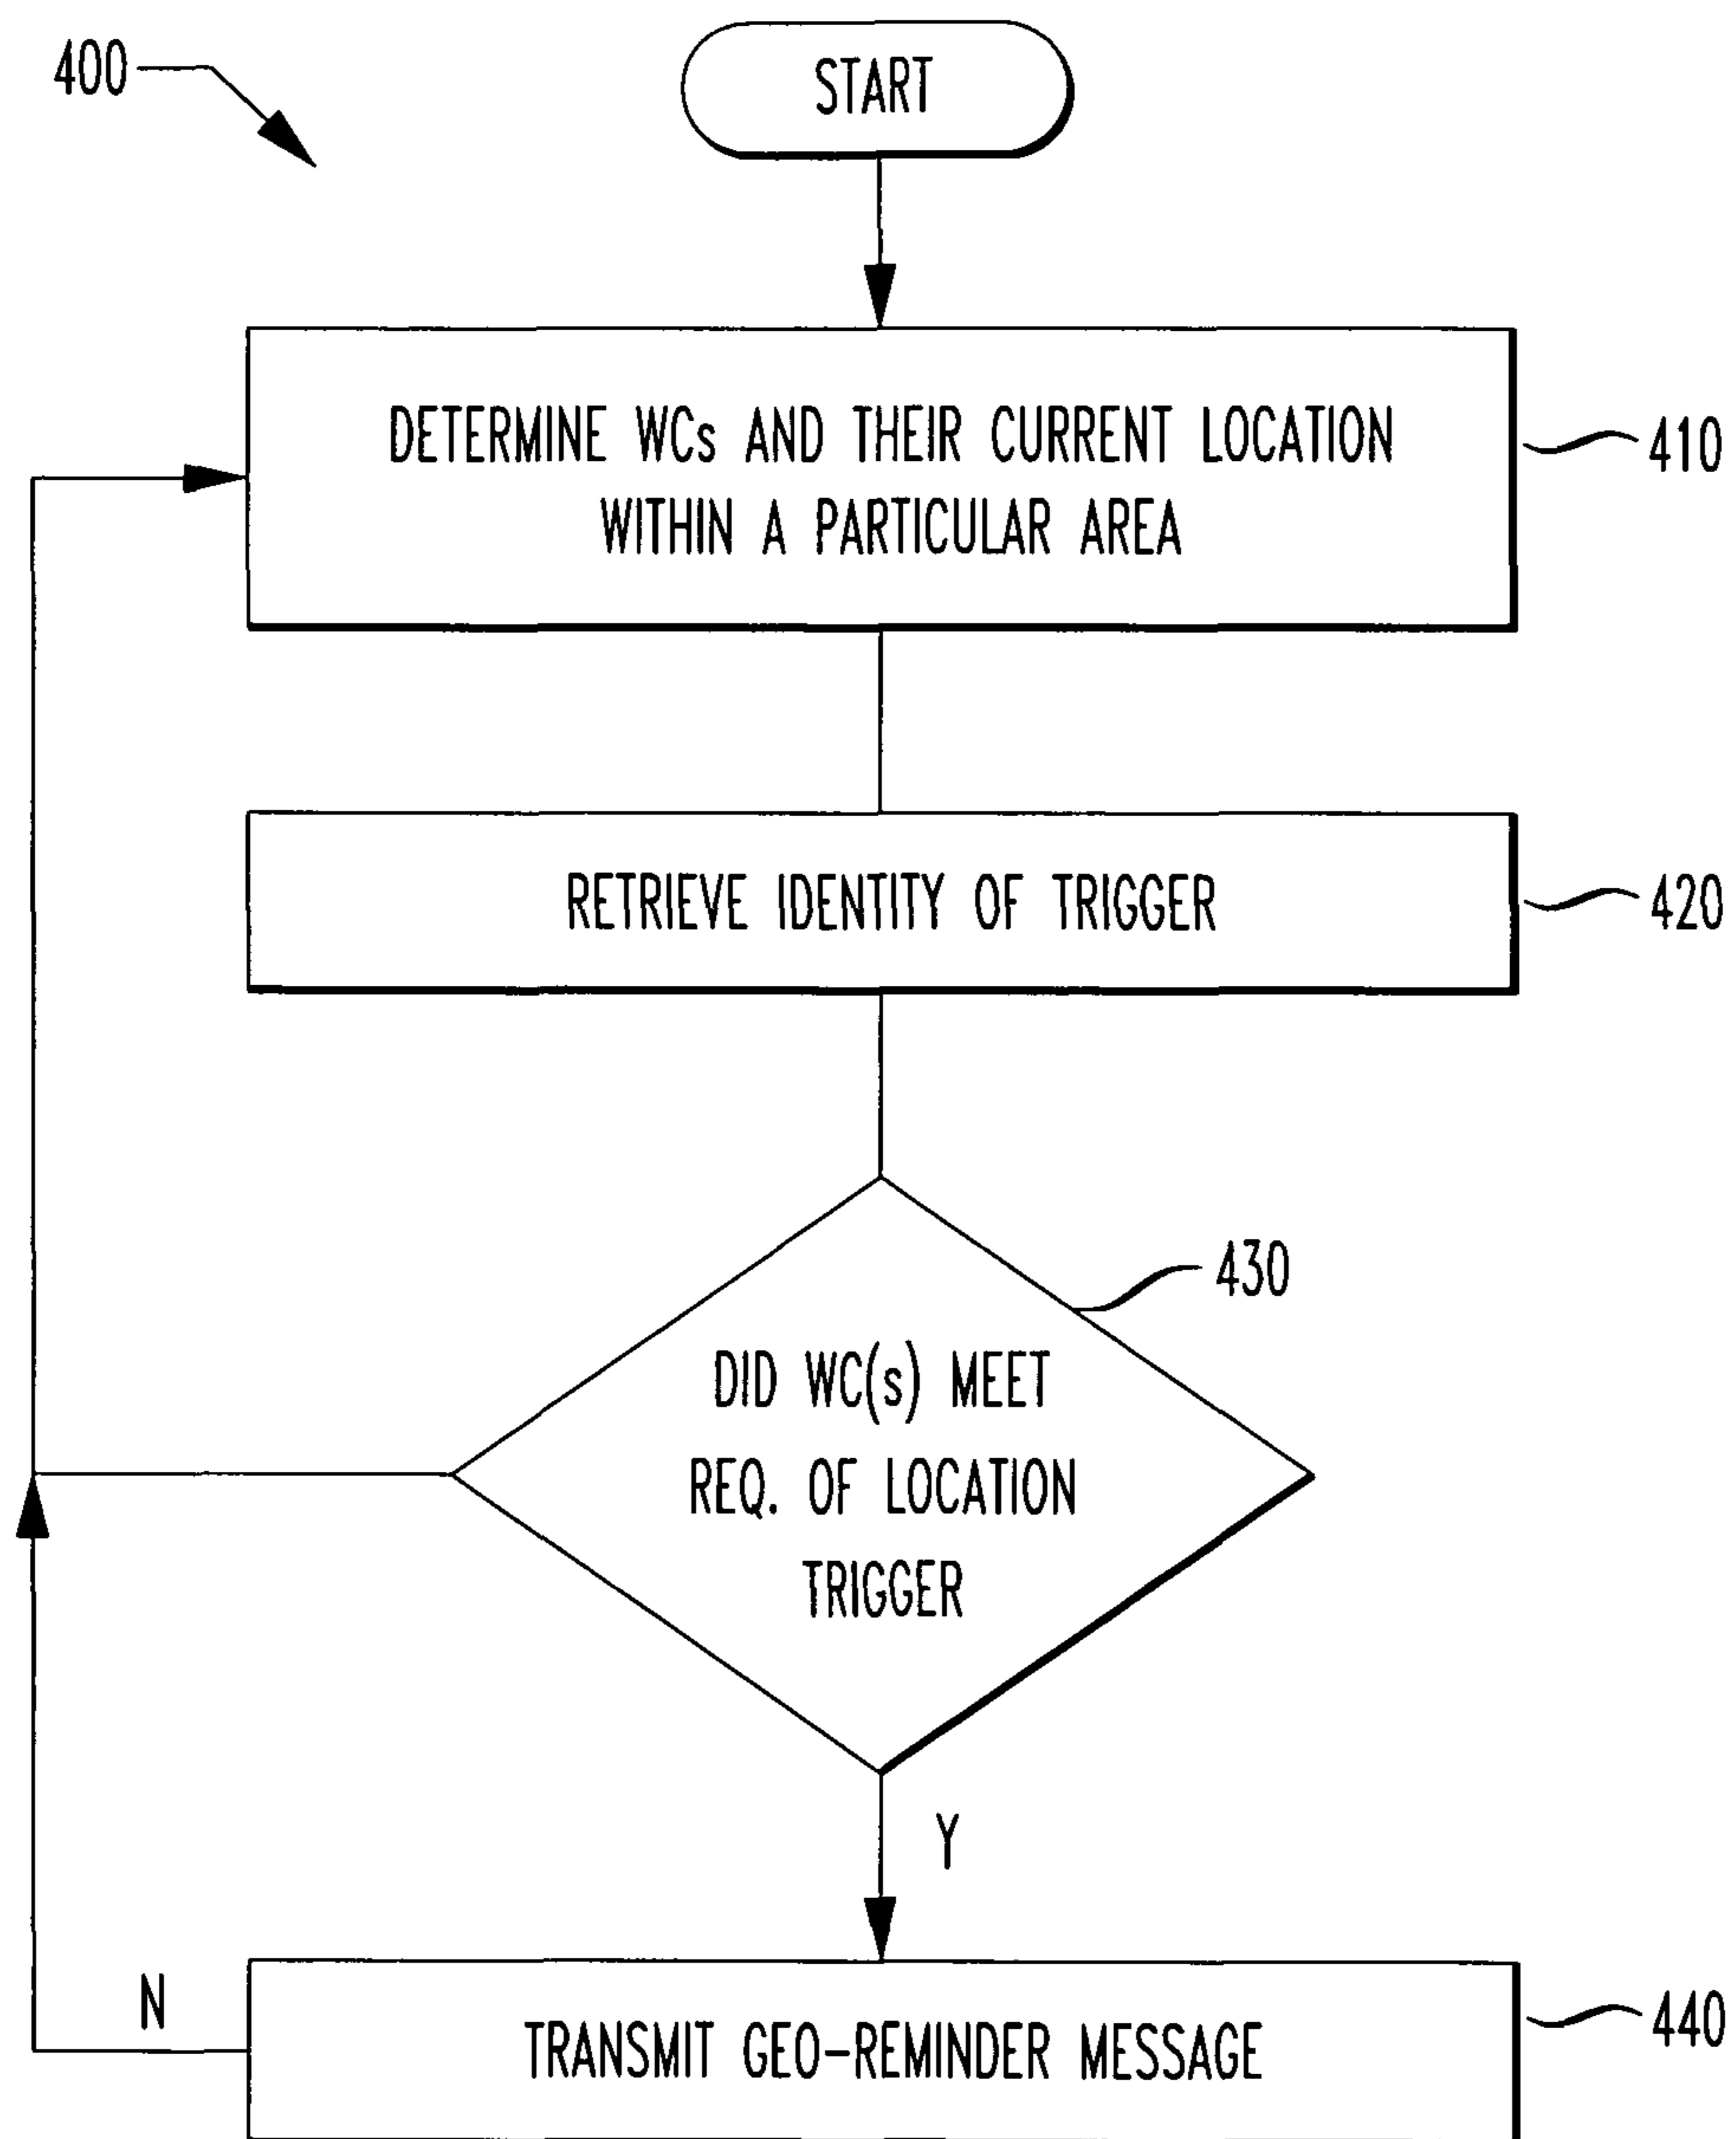 400
START
DETERMINE WCs AND THEIR CURRENT LOCATION
WITHIN A PARTICULAR AREA
410
RETRIEVE IDENTITY OF TRIGGER
420
430
DID WC(s) MEET
REQ. OF LOCATION
TRIGGER
Y
N
TRANSMIT GEO-REMINDER MESSAGE
440